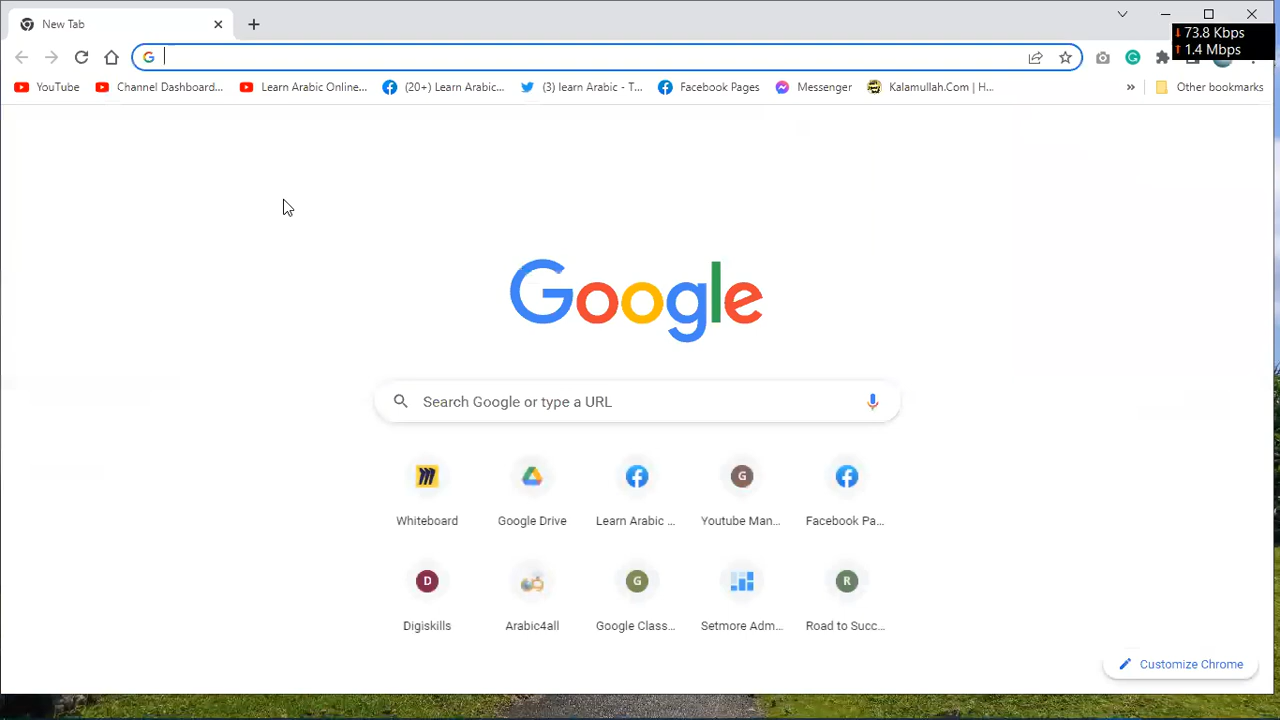 New Tab
73.8 Kbps
1.4 Mbps
YouTube
Channel Dashboard...
Learn Arabic Online...
(20+) Learn Arabic...
(3) learn Arabic - T...
Facebook Pages
Messenger
Kalamullah.Com | H...
Other bookmarks
Google
Search Google or type a URL
Whiteboard
Google Drive
Learn Arabic ...
G
Youtube Man...
Facebook Pa...
D
Digiskills
Arabic4all
G
Google Class...
Setmore Adm...
R
Road to Succ...
Customize Chrome